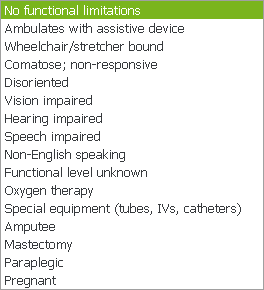 No functional limitations
Ambulates with assistive device
Wheelchair/stretcher bound
Comatose; non-responsive
Disoriented
Vision impaired
Hearing impaired
Speech impaired
Non-English speaking
Functional level unknown
Oxygen therapy
Special equipment (tubes, IVs, catheters)
Amputee
Mastectomy
Paraplegic
Pregnant